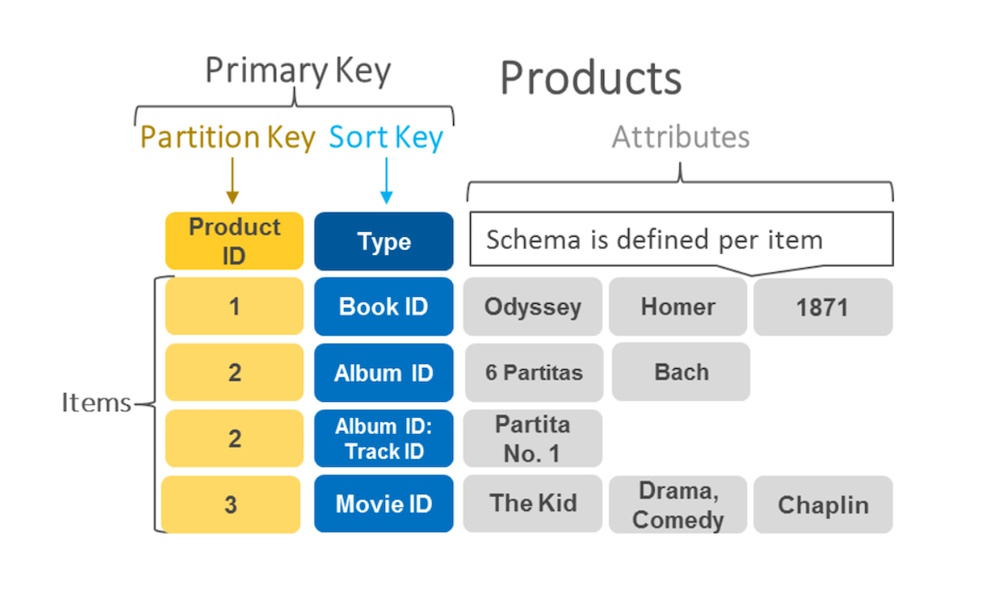 Primary Key
Products
Partition Key
Sort Key
Attributes
Product
ID
Type
Schema is defined per item
1
Book ID
Odyssey
Homer
1871
2
Album ID
6 Partitas
Bach
Items
2
Album ID:
Track ID
Partita
No. 1
3
Movie ID
The Kid
Drama,
Comedy
Chaplin